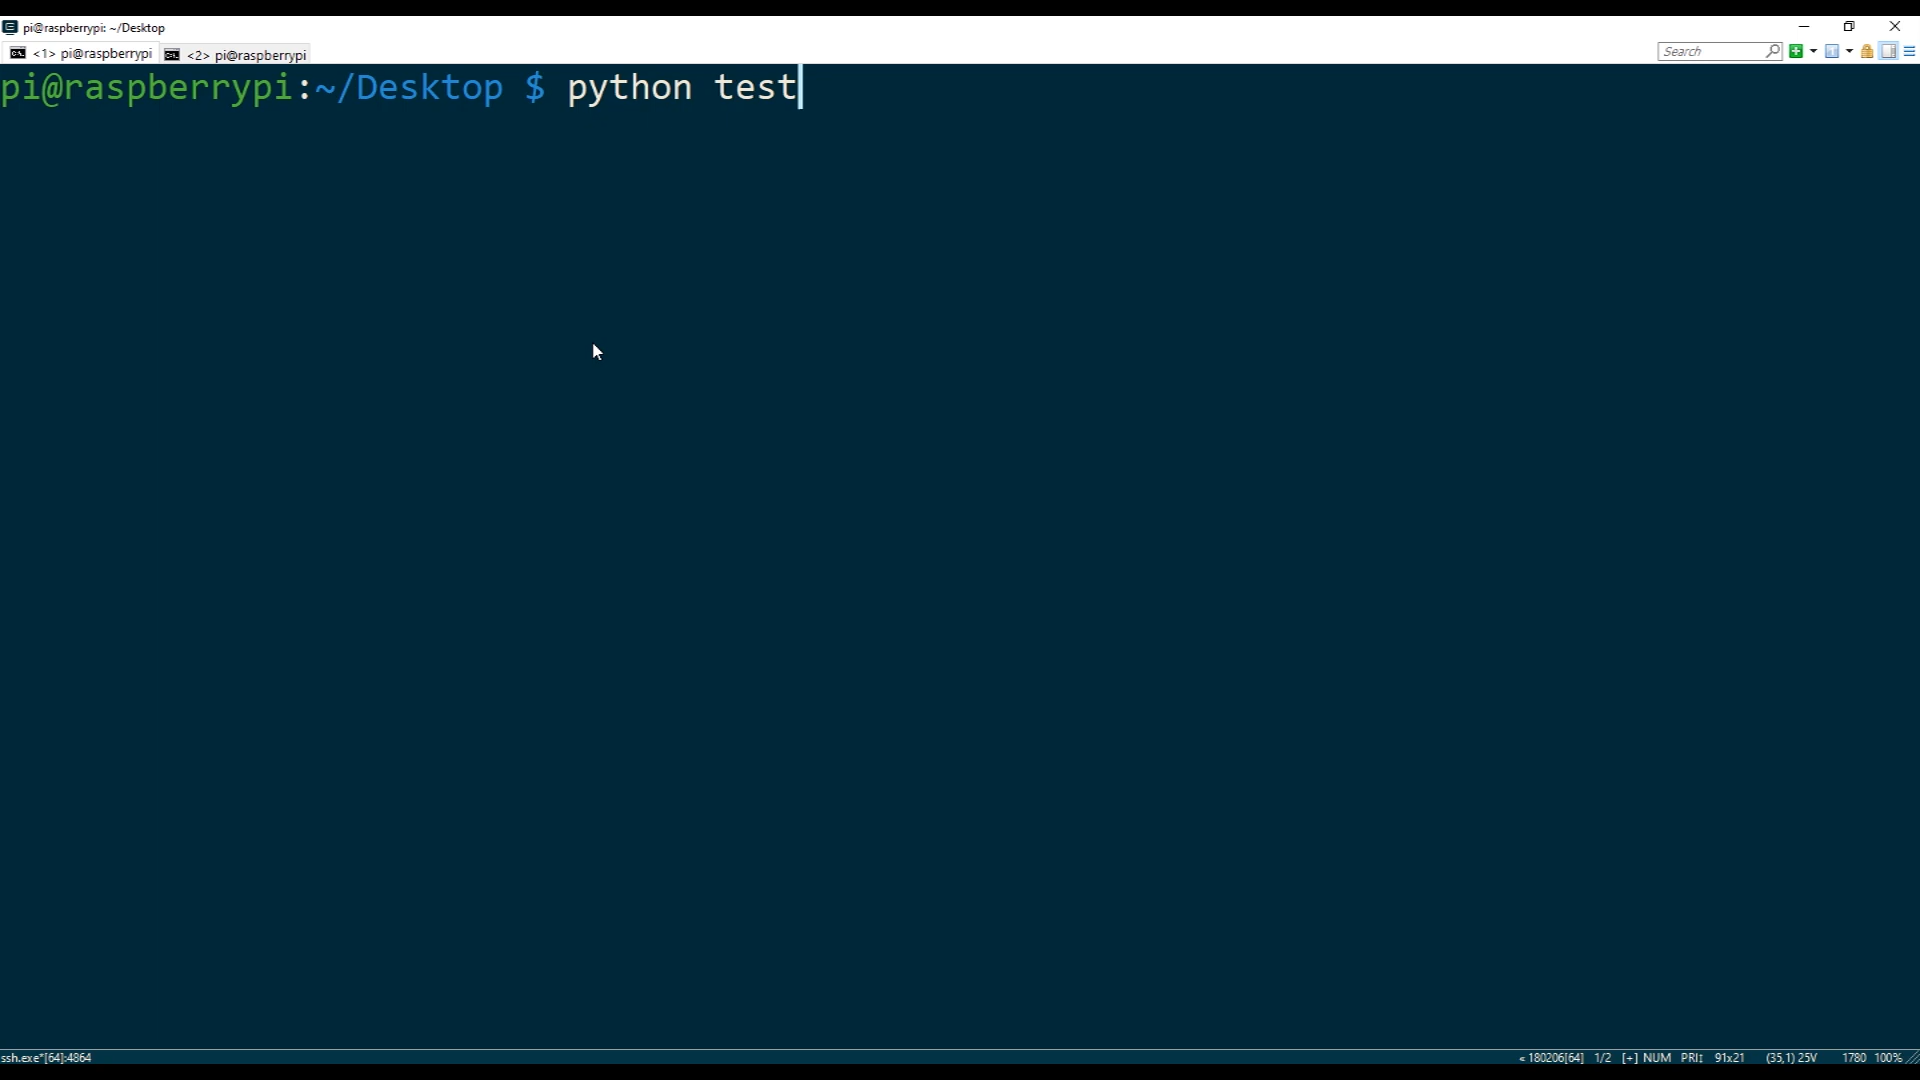 pi@raspberrypi: ~/Desktop
<1> pi@raspberrypi <2> pi@raspberrypi Search
pi@raspberrypi:~/Desktop $ python test
ssh.exe*[64]:4864 « 180206[64] 1/2 [+] NUM PRI↕ 91x21 (35,1) 25V 1780 100%